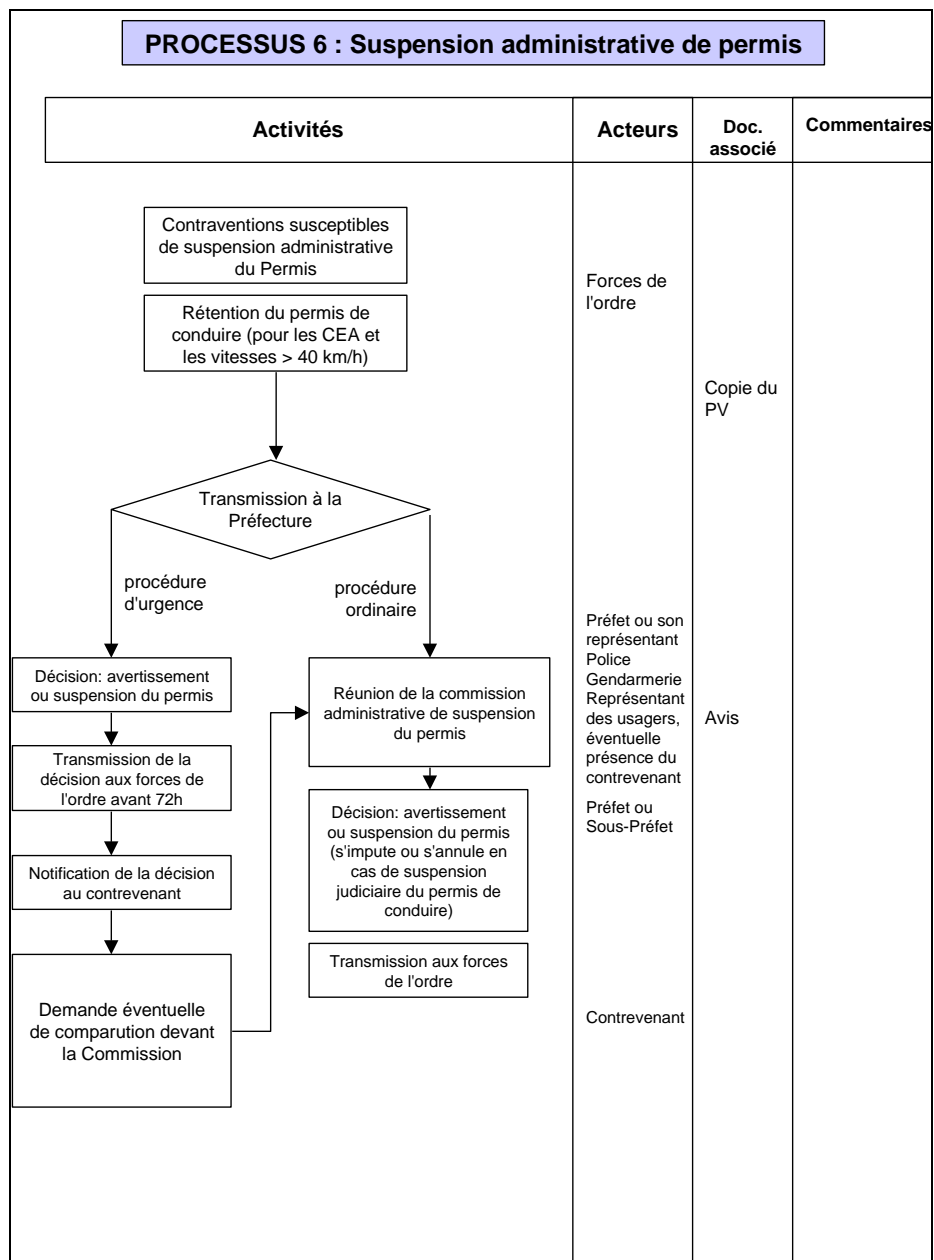 PROCESSUS 6 : Suspension administrative de permis
Activités
Acteurs
Doc.
associé
Commentaires
Contraventions susceptibles
de suspension administrative
du Permis
Forces de
l'ordre
Rétention du permis de
conduire (pour les CEA et
les vitesses > 40 km/h)
Copie du
PV
Transmission à la
Préfecture
procédure
d'urgence
procédure
ordinaire
Décision: avertissement
ou suspension du permis
Réunion de la commission
administrative de suspension
du permis
Préfet ou son
représentant
Police
Gendarmerie
Représentant
des usagers,
éventuelle
présence du
contrevenant
Avis
Transmission de la
décision aux forces de
l'ordre avant 72h
Décision: avertissement
ou suspension du permis
(s'impute ou s'annule en
cas de suspension
judiciaire du permis de
conduire)
Préfet ou
Sous-Préfet
Notification de la décision
au contrevenant
Transmission aux forces
de l'ordre
Demande éventuelle
de comparution devant
la Commission
Contrevenant